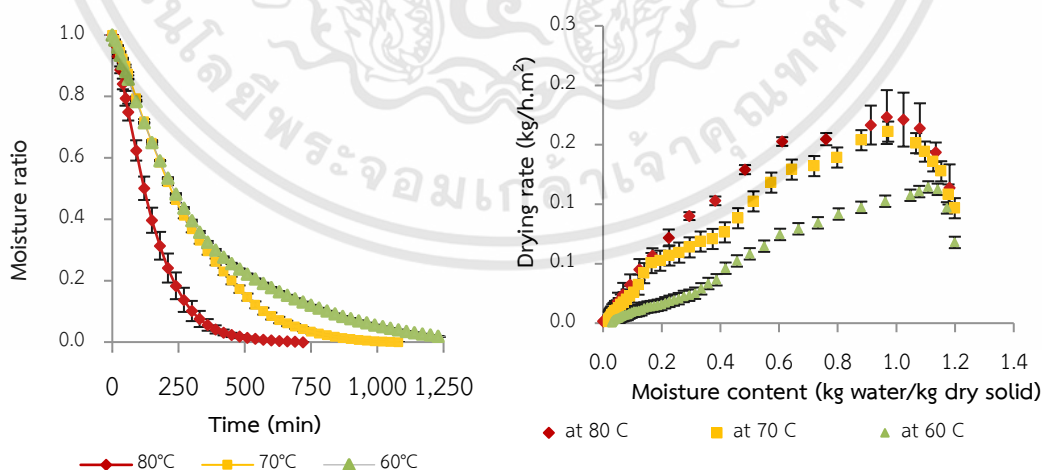 Moisture ratio
1.0
0.8
0.6
0.4
0.2
0.0
0 250 500 750 1,000 1,250
Time (min)
80°C 70°C 60°C
Drying rate (kg/h.m²)
0.3
0.2
0.2
0.1
0.1
0.0
0.0 0.2 0.4 0.6 0.8 1.0 1.2 1.4
Moisture content (kg water/kg dry solid)
at 80 C at 70 C at 60 C